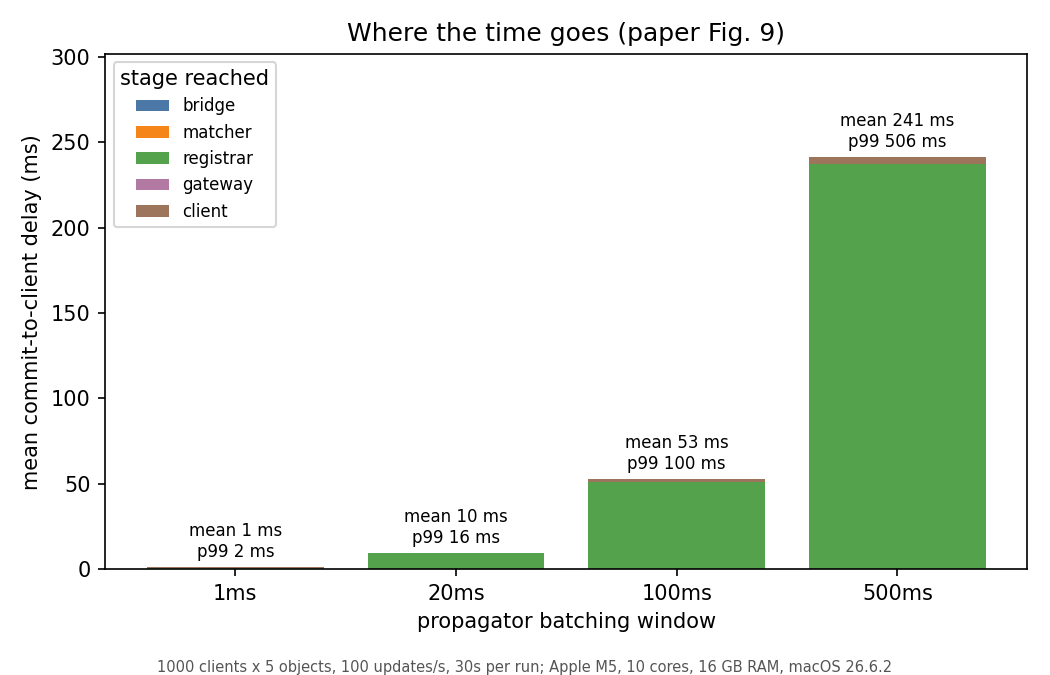 Where the time goes (paper Fig. 9)
mean commit-to-client delay (ms)
300
250
200
150
100
50
0
stage reached
bridge
matcher
registrar
gateway
client
mean 1 ms
p99 2 ms
mean 10 ms
p99 16 ms
mean 53 ms
p99 100 ms
mean 241 ms
p99 506 ms
1ms
20ms
100ms
500ms
propagator batching window
1000 clients x 5 objects, 100 updates/s, 30s per run; Apple M5, 10 cores, 16 GB RAM, macOS 26.6.2